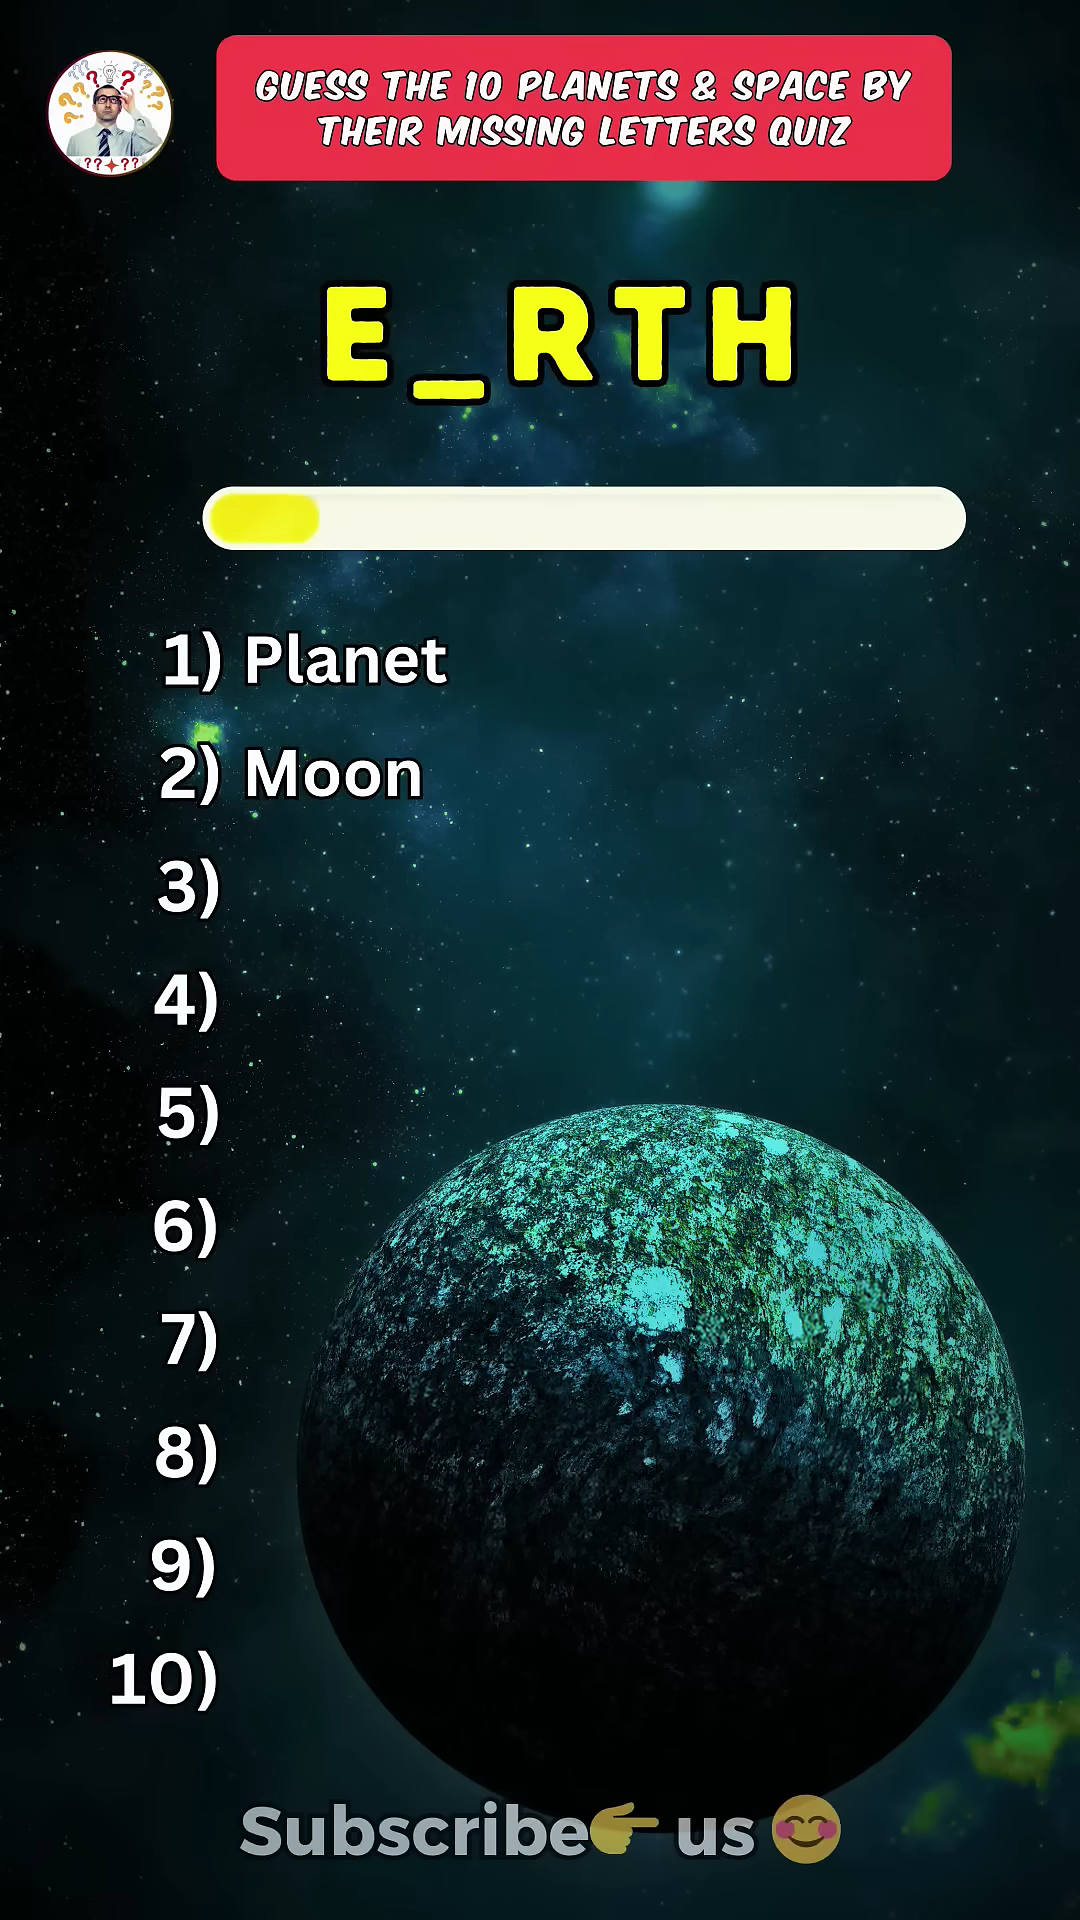 GUESS THE 10 PLANETS & SPACE BY
THEIR MISSING LETTERS QUIZ
E_RTH
1) Planet
2) Moon
3)
4)
5)
6)
7)
8)
9)
10)
Subscribe👉 us 😊